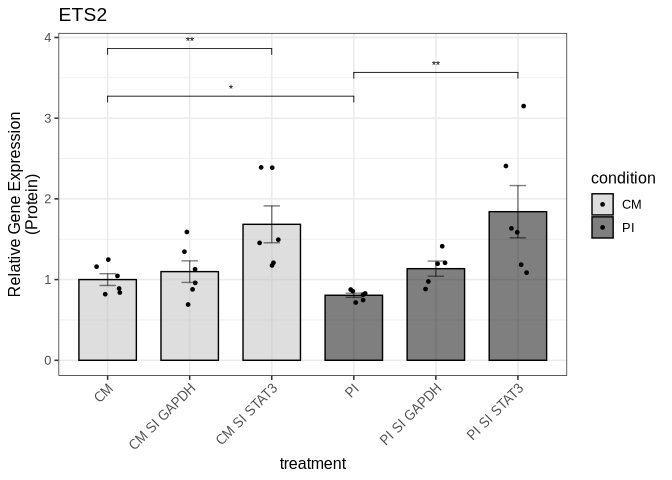 ETS2
**
**
*
4
3
2
1
0
Relative Gene Expression
(Protein)
CM
CM SI GAPDH
CM SI STAT3
PI
PI SI GAPDH
PI SI STAT3
treatment
condition
CM
PI